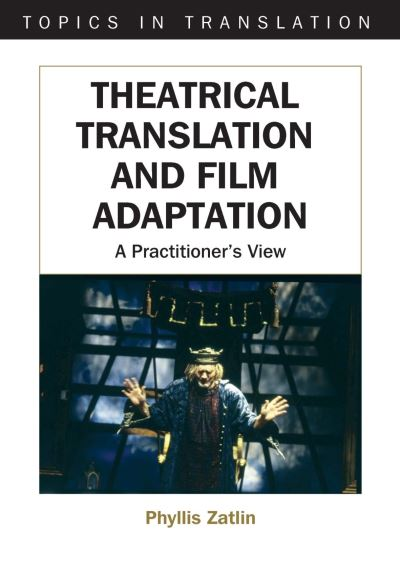 TOPICS IN TRANSLATION
THEATRICAL
TRANSLATION
AND FILM
ADAPTATION
A Practitioner's View
Phyllis Zatlin